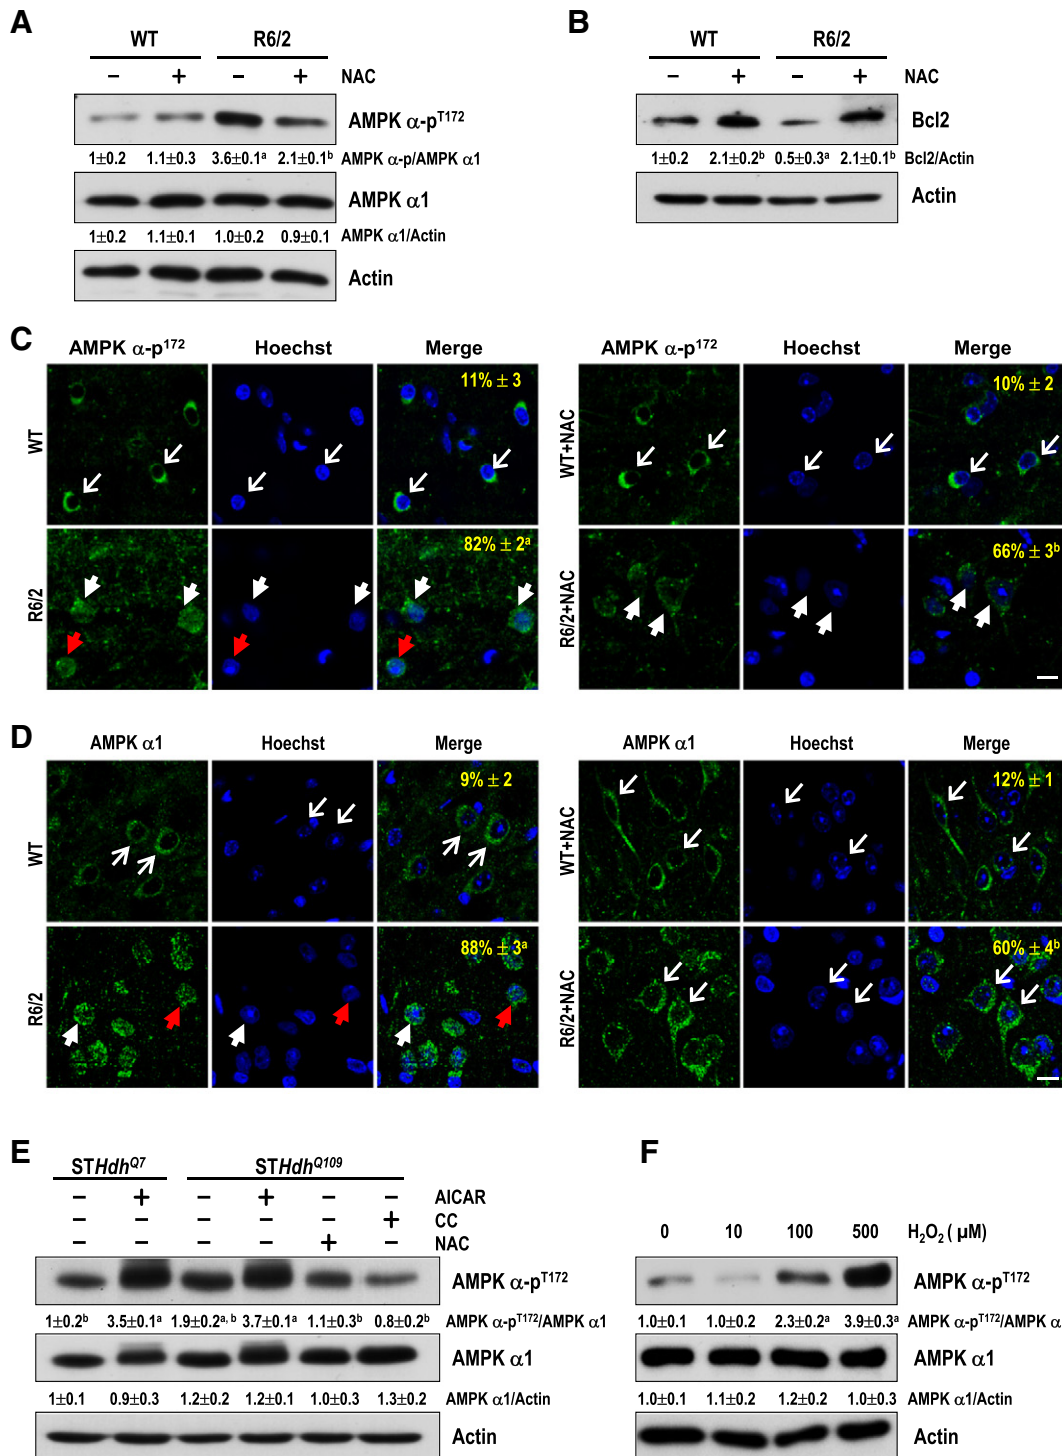 A
WT R6/2
− + − + NAC
AMPK α-pT172
1±0.2 1.1±0.3 3.6±0.1a 2.1±0.1b AMPK α-p/AMPK α1
AMPK α1
1±0.2 1.1±0.1 1.0±0.2 0.9±0.1 AMPK α1/Actin
Actin
B
WT R6/2
− + − + NAC
Bcl2
1±0.2 2.1±0.2b 0.5±0.3a 2.1±0.1b Bcl2/Actin
Actin
C
AMPK α-p172 Hoechst Merge
WT
11% ± 3
R6/2
82% ± 2a
AMPK α-p172 Hoechst Merge
WT+NAC
10% ± 2
R6/2+NAC
66% ± 3b
D
AMPK α1 Hoechst Merge
WT
9% ± 2
R6/2
88% ± 3a
AMPK α1 Hoechst Merge
WT+NAC
12% ± 1
R6/2+NAC
60% ± 4b
E
STHdhQ7 STHdhQ109
− + − + − − AICAR
− − − − − + CC
− − − − + − NAC
AMPK α-pT172
1±0.2b 3.5±0.1a 1.9±0.2a, b 3.7±0.1a 1.1±0.3b 0.8±0.2b AMPK α-pT172/AMPK α1
AMPK α1
1±0.1 0.9±0.3 1.2±0.2 1.2±0.1 1.0±0.3 1.3±0.2 AMPK α1/Actin
Actin
F
0 10 100 500 H2O2 ( μM)
AMPK α-pT172
1.0±0.1 1.0±0.2 2.3±0.2a 3.9±0.3a AMPK α-pT172/AMPK α
AMPK α1
1.0±0.1 1.1±0.2 1.2±0.2 1.0±0.3 AMPK α1/Actin
Actin